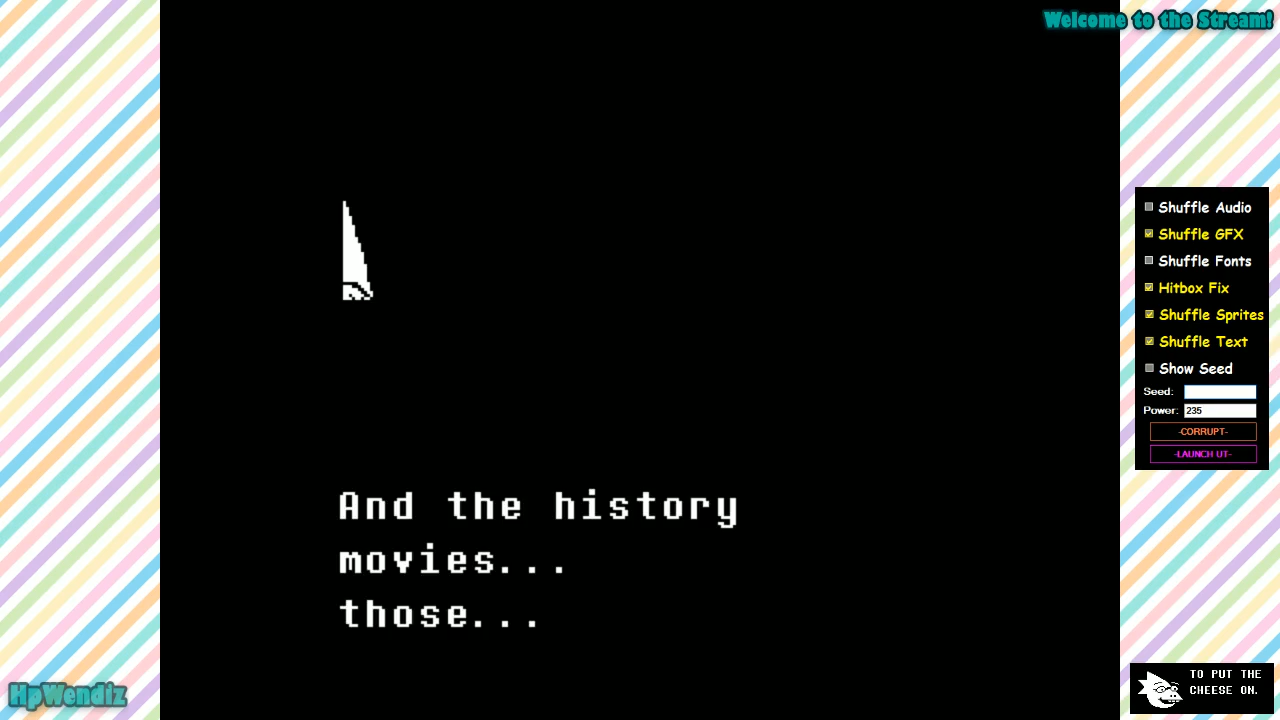 Welcome to the Stream!
Shuffle Audio
Shuffle GFX
Shuffle Fonts
Hitbox Fix
Shuffle Sprites
Shuffle Text
Show Seed
Seed:
Power: 235
-CORRUPT-
-LAUNCH UT-
And the history
movies...
those...
HpWendiz
TO PUT THE
CHEESE ON.